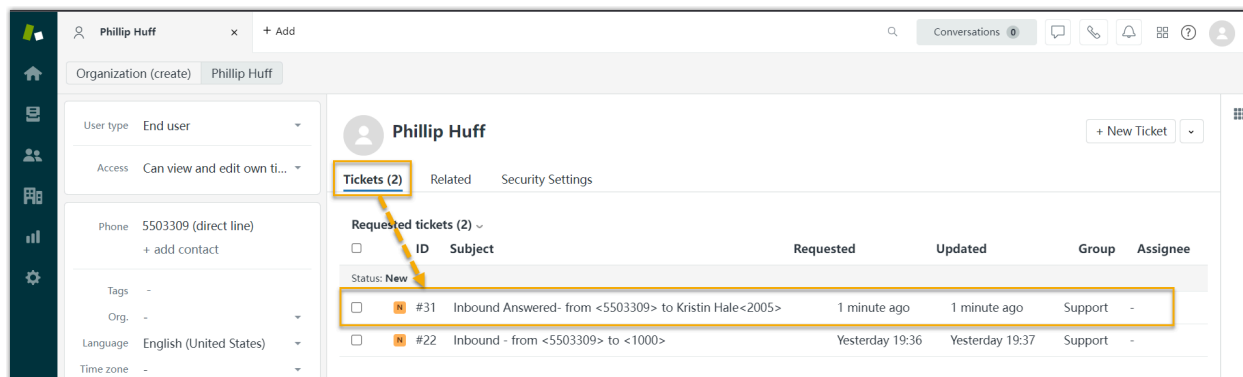 Phillip Huff × + Add Conversations 0
Organization (create) Phillip Huff
User type End user
Access Can view and edit own ti...
Phone 5503309 (direct line)
+ add contact
Tags -
Org. -
Language English (United States)
Time zone -
Phillip Huff
+ New Ticket
Tickets (2) Related Security Settings
Requested tickets (2)
ID Subject Requested Updated Group Assignee
Status: New
N #31 Inbound Answered- from <5503309> to Kristin Hale<2005> 1 minute ago 1 minute ago Support -
N #22 Inbound - from <5503309> to <1000> Yesterday 19:36 Yesterday 19:37 Support -